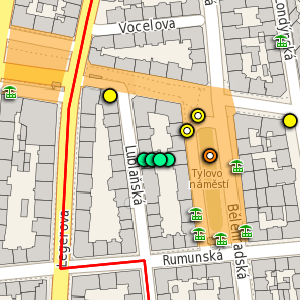 Vocelova
Londýnská
Lublaňská
Tylovo
náměstí
Legerova
Bělehradská
Rumunská